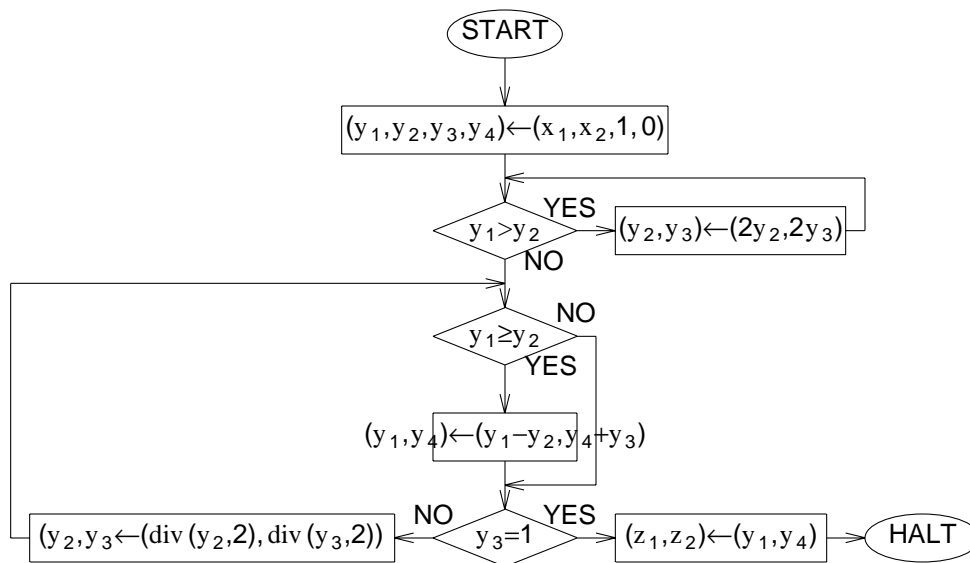 START
(y₁,y₂,y₃,y₄)←(x₁,x₂,1,0)
YES
y₁>y₂
(y₂,y₃)←(2y₂,2y₃)
NO
NO
y₁≥y₂
YES
(y₁,y₄)←(y₁−y₂,y₄+y₃)
NO
YES
(y₂,y₃←(div(y₂,2),div(y₃,2))
y₃=1
(z₁,z₂)←(y₁,y₄)
HALT